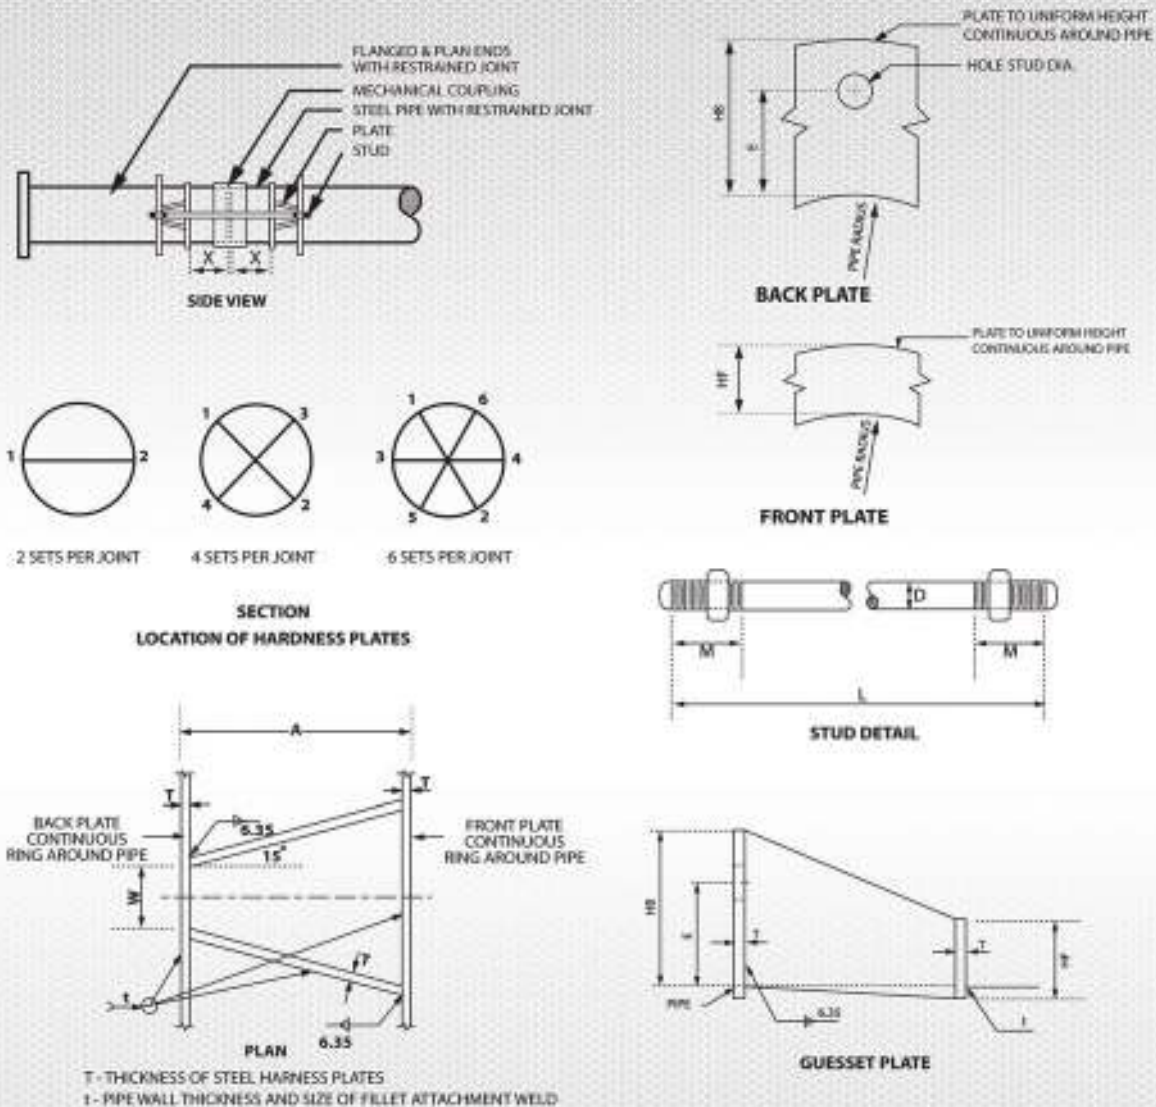 FLANGED & PLAN ENDS
WITH RESTRAINED JOINT
MECHANICAL COUPLING
STEEL PIPE WITH RESTRAINED JOINT
PLATE
STUD
X
X
SIDE VIEW
PLATE TO UNIFORM HEIGHT
CONTINUOUS AROUND PIPE
HOLE STUD DIA.
HB
E
PIPE RADIUS
BACK PLATE
PLATE TO UNIFORM HEIGHT
CONTINUOUS AROUND PIPE
HF
PIPE RADIUS
FRONT PLATE
1
2
1
3
4
2
1
6
3
4
5
2
2 SETS PER JOINT
4 SETS PER JOINT
6 SETS PER JOINT
SECTION
LOCATION OF HARDNESS PLATES
D
M
M
L
STUD DETAIL
A
T
T
BACK PLATE
CONTINUOUS
RING AROUND PIPE
6.35
15°
FRONT PLATE
CONTINUOUS
RING AROUND PIPE
W
T
t
6.35
PLAN
T - THICKNESS OF STEEL HARNESS PLATES
t - PIPE WALL THICKNESS AND SIZE OF FILLET ATTACHMENT WELD
HB
E
T
T
HF
PIPE
6.35
GUESSET PLATE